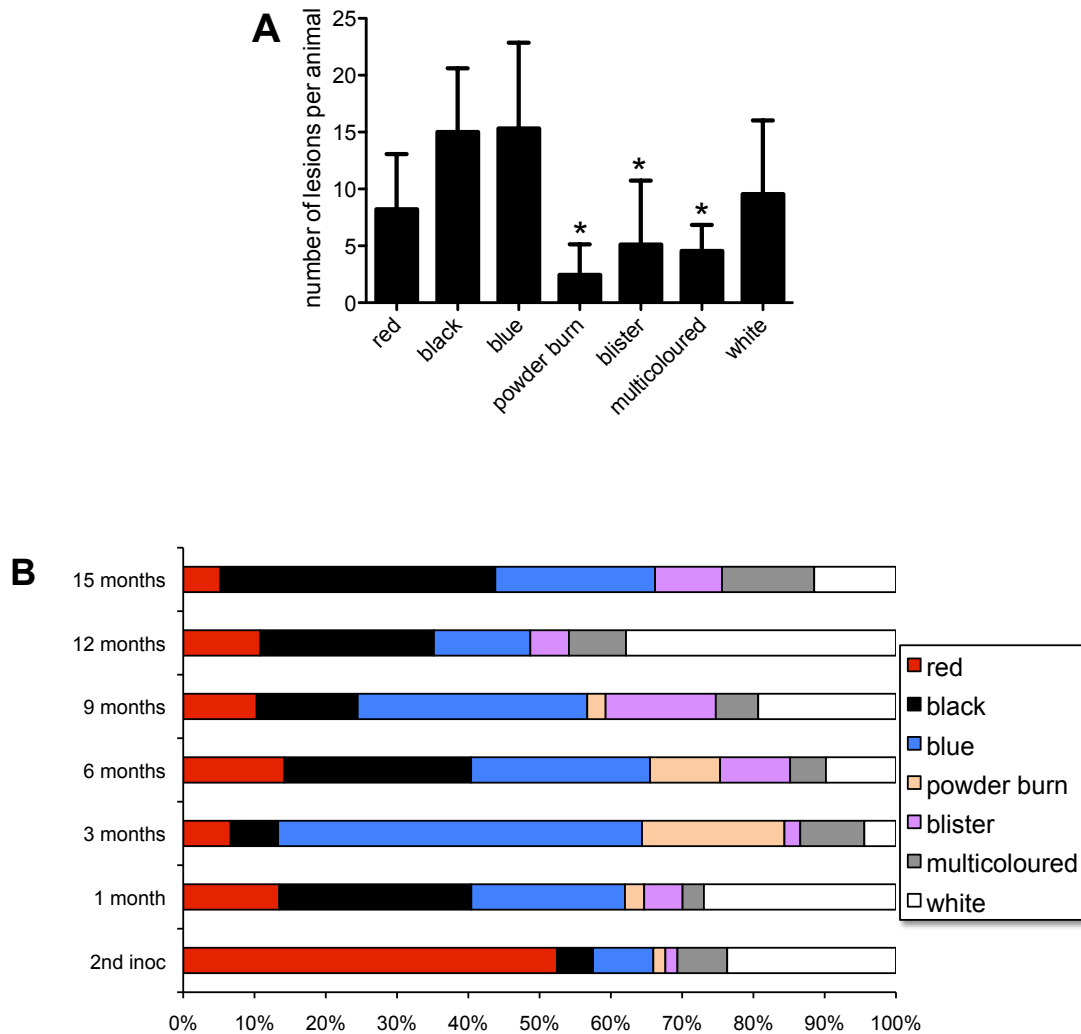 A
number of lesions per animal
25
20
15
10
5
0
*
*
*
red
black
blue
powder burn
blister
multicoloured
white
B
15 months
12 months
9 months
6 months
3 months
1 month
2nd inoc
0% 10% 20% 30% 40% 50% 60% 70% 80% 90% 100%
red
black
blue
powder burn
blister
multicoloured
white